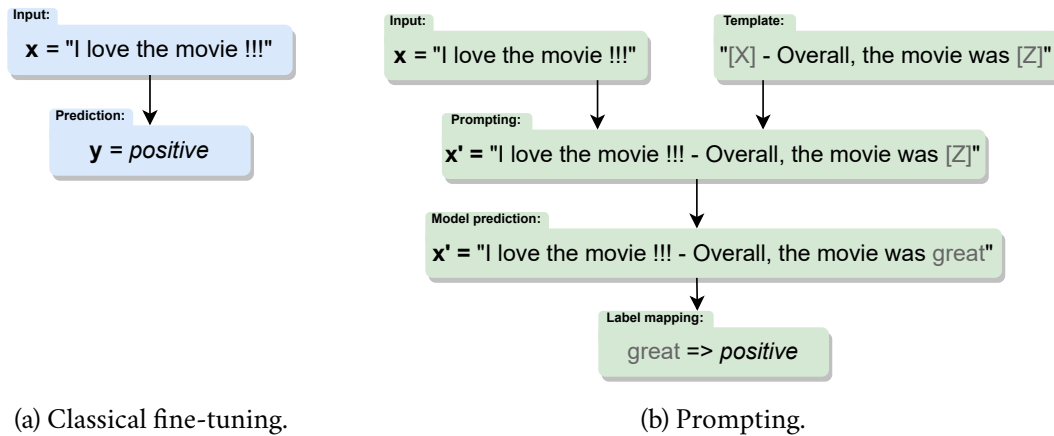 Input:
x = "I love the movie !!!"
Prediction:
y = positive
(a) Classical fine-tuning.
Input:
x = "I love the movie !!!"
Template:
"[X] - Overall, the movie was [Z]"
Prompting:
x' = "I love the movie !!! - Overall, the movie was [Z]"
Model prediction:
x' = "I love the movie !!! - Overall, the movie was great"
Label mapping:
great => positive
(b) Prompting.